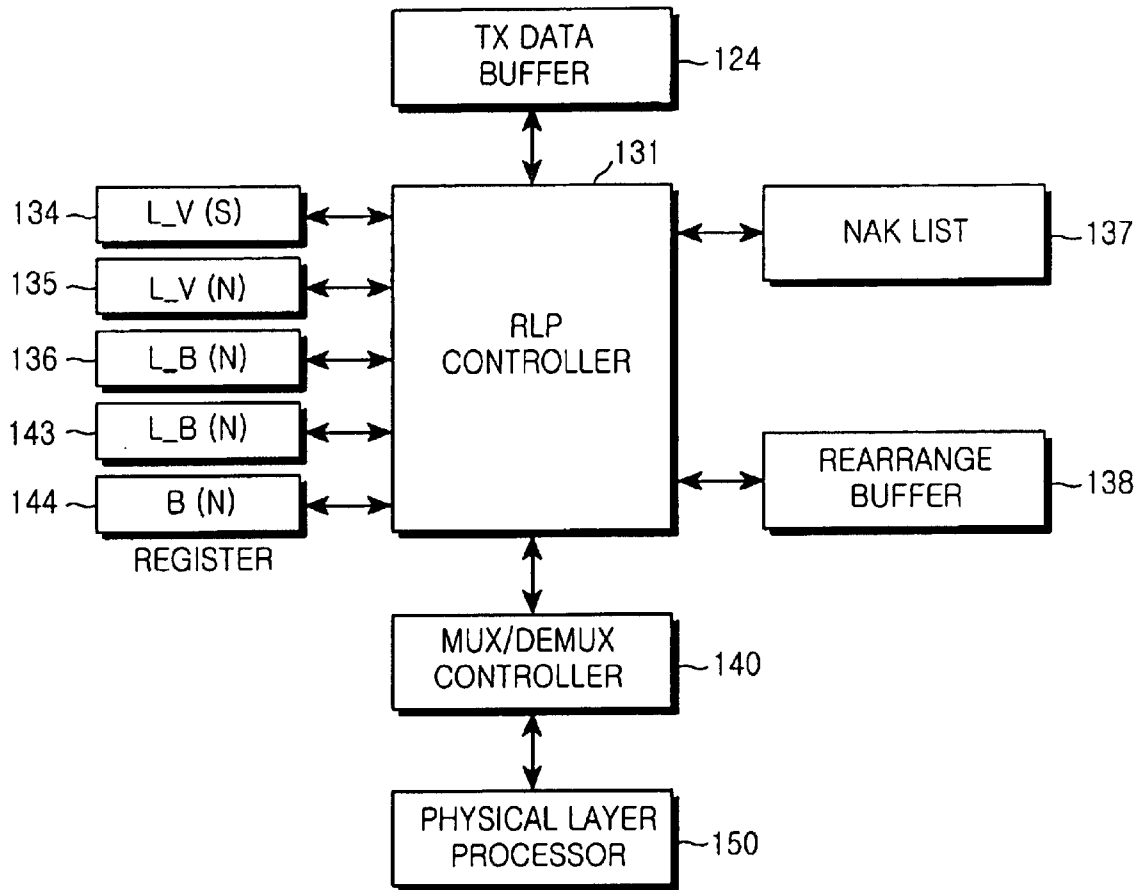 TX DATA
BUFFER
124
131
134
L_V (S)
135
L_V (N)
136
L_B (N)
143
L_B (N)
144
B (N)
REGISTER
RLP
CONTROLLER
NAK LIST
137
REARRANGE
BUFFER
138
MUX/DEMUX
CONTROLLER
140
PHYSICAL LAYER
PROCESSOR
150